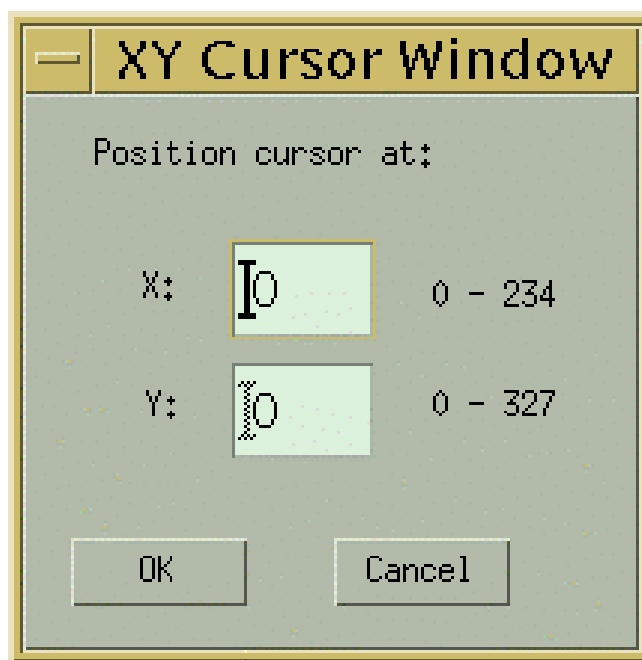 XY Cursor Window
Position cursor at:
X: 0 0 - 234
Y: 0 0 - 327
OK Cancel